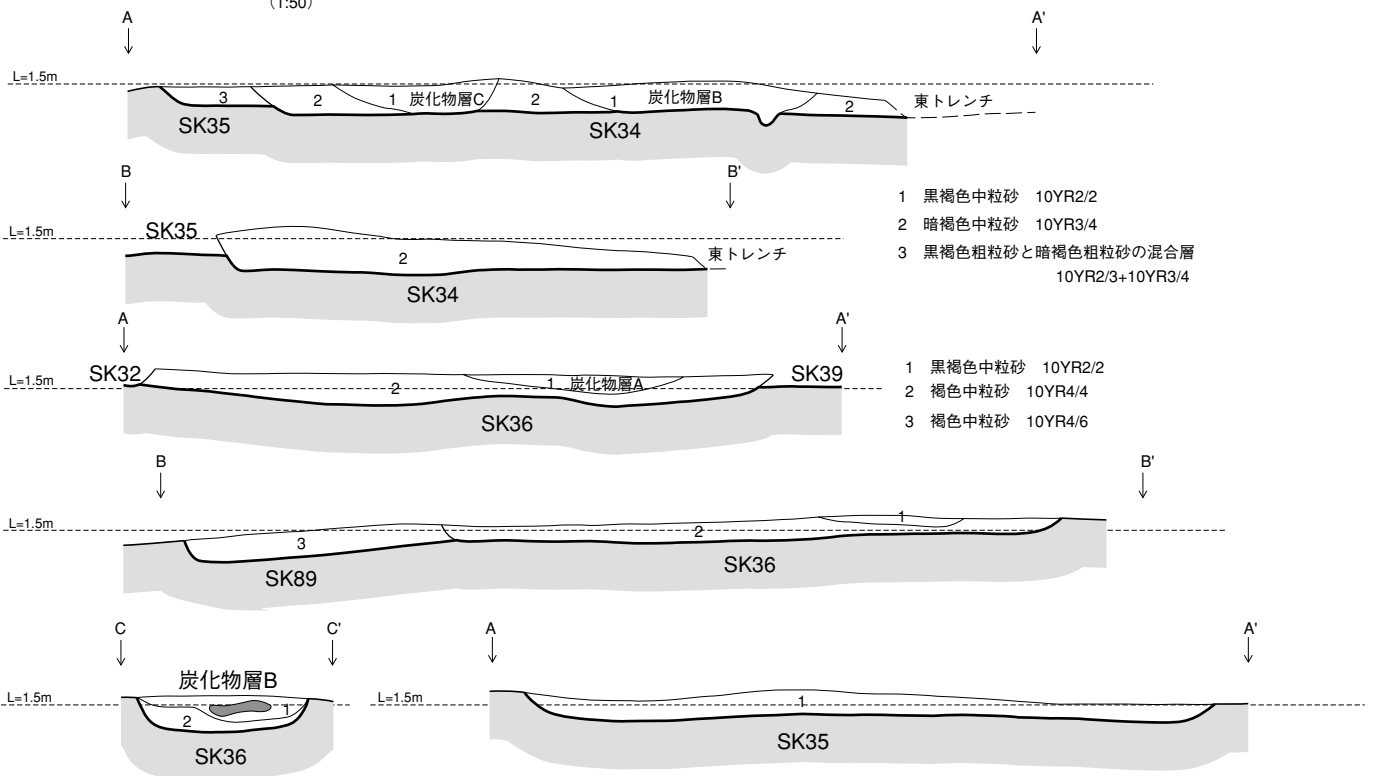 （1:50）
A A'
L=1.5m
3 2 1 炭化物層C 2 1 炭化物層B 2 東トレンチ
SK35 SK34
B B'
L=1.5m SK35
2 東トレンチ
SK34
1 黒褐色中粒砂 10YR2/2
2 暗褐色中粒砂 10YR3/4
3 黒褐色粗粒砂と暗褐色粗粒砂の混合層
10YR2/3+10YR3/4
A A'
SK32 SK39
L=1.5m
2 1 炭化物層A
SK36
1 黒褐色中粒砂 10YR2/2
2 褐色中粒砂 10YR4/4
3 褐色中粒砂 10YR4/6
B B'
L=1.5m
3 2 1
SK89 SK36
C C'
炭化物層B
L=1.5m
2 1
SK36
A A'
L=1.5m
1
SK35